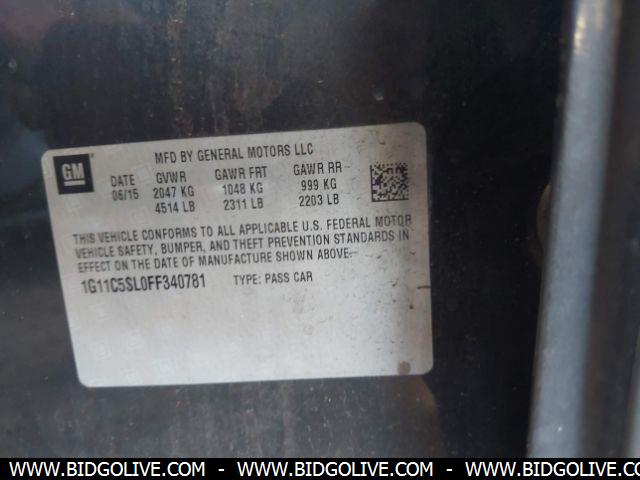 GM
MFD BY GENERAL MOTORS LLC
DATE GVWR GAWR FRT GAWR RR
06/15 2047 KG 1048 KG 999 KG
4514 LB 2311 LB 2203 LB
THIS VEHICLE CONFORMS TO ALL APPLICABLE U.S. FEDERAL MOTOR
VEHICLE SAFETY, BUMPER, AND THEFT PREVENTION STANDARDS IN
EFFECT ON THE DATE OF MANUFACTURE SHOWN ABOVE.
1G11C5SL0FF340781 TYPE: PASS CAR
WWW.BIDGOLIVE.COM - WWW.BIDGOLIVE.COM - WWW.BIDGOLIVE.COM